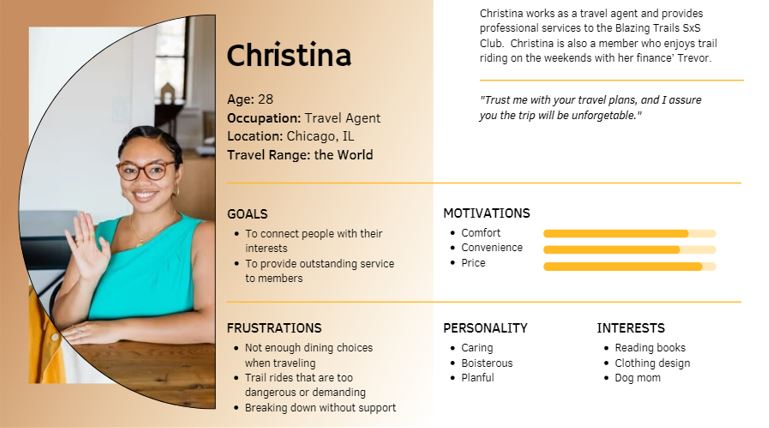 Christina works as a travel agent and provides
professional services to the Blazing Trails SxS
Club.  Christina is also a member who enjoys trail
riding on the weekends with her finance’ Trevor.
Christina
"Trust me with your travel plans, and I assure
you the trip will be unforgetable."
Age: 28
Occupation: Travel Agent
Location: Chicago, IL
Travel Range: the World
GOALS
• To connect people with their
interests
• To provide outstanding service
to members
MOTIVATIONS
• Comfort
• Convenience
• Price
FRUSTRATIONS
• Not enough dining choices
when traveling
• Trail rides that are too
dangerous or demanding
• Breaking down without support
PERSONALITY
• Caring
• Boisterous
• Planful
INTERESTS
• Reading books
• Clothing design
• Dog mom